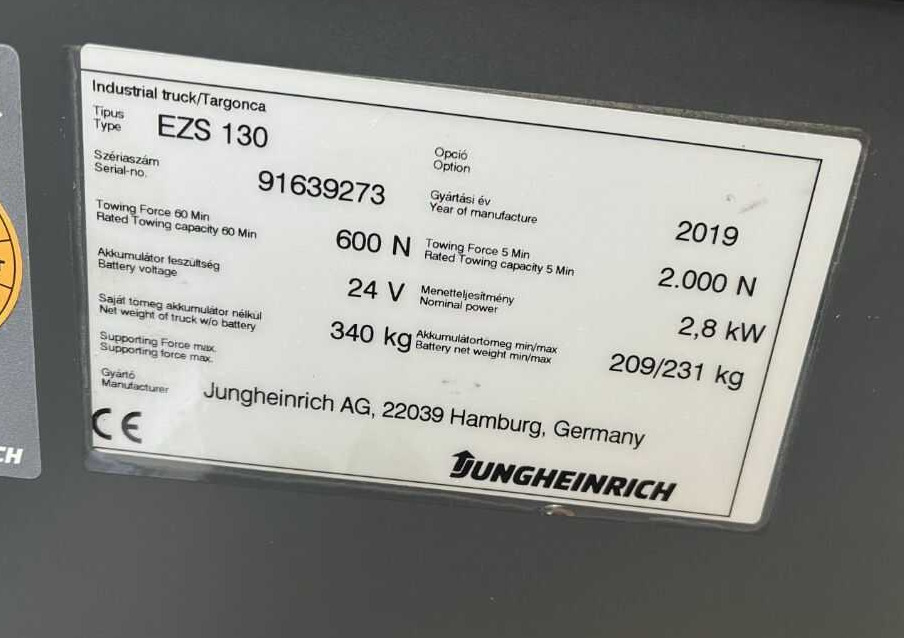 Industrial truck/Targonca
Típus
Type
EZS 130
Opció
Option
Szériaszám
Serial-no.
91639273
Gyártási év
Year of manufacture
2019
Towing Force 60 Min
Rated Towing capacity 60 Min
600 N
Towing Force 5 Min
Rated Towing capacity 5 Min
2.000 N
Akkumulátor feszültség
Battery voltage
24 V
Menetteljesítmény
Nominal power
2,8 kW
Saját tömeg akkumulátor nélkül
Net weight of truck w/o battery
340 kg
Akkumulátortömeg min/max
Battery net weight min/max
209/231 kg
Supporting Force max.
Supporting force max.
Gyártó
Manufacturer
Jungheinrich AG, 22039 Hamburg, Germany
CE
JUNGHEINRICH
CH